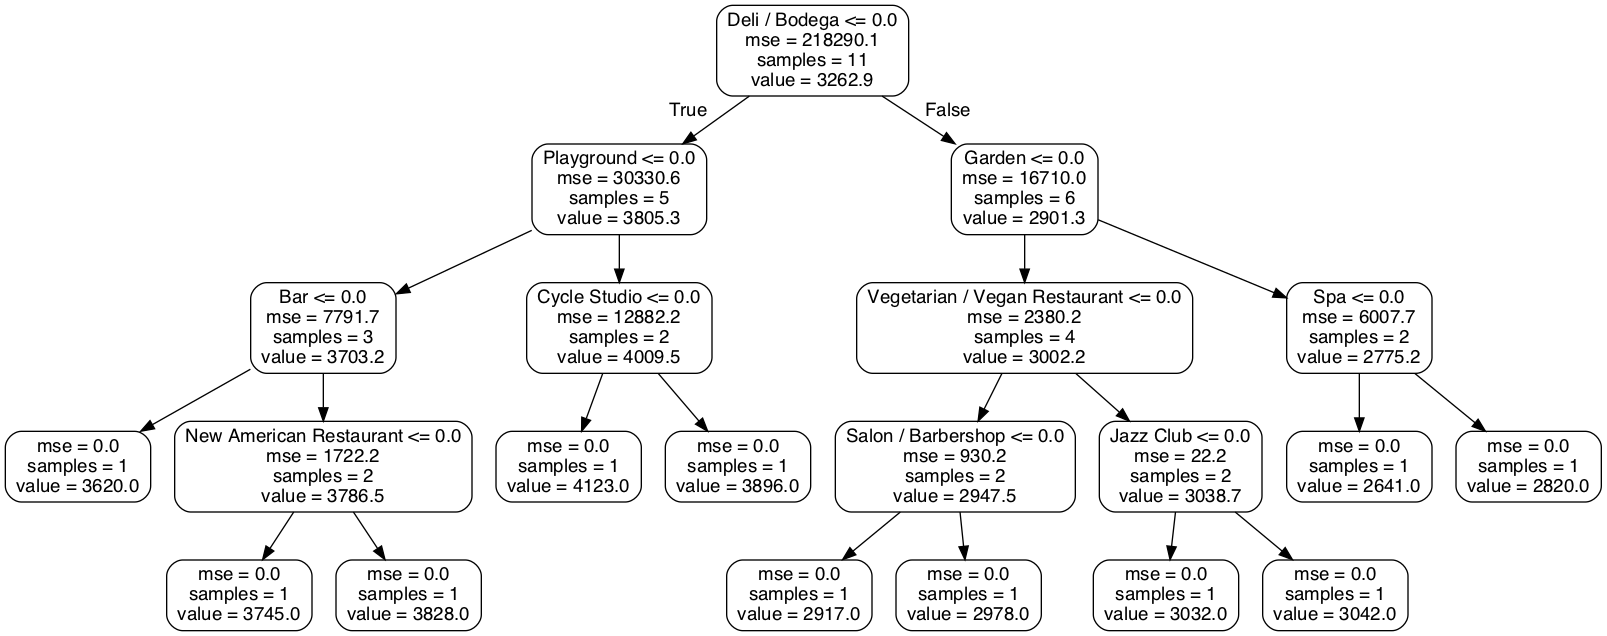 Deli / Bodega <= 0.0
mse = 218290.1
samples = 11
value = 3262.9
True
False
Playground <= 0.0
mse = 30330.6
samples = 5
value = 3805.3
Garden <= 0.0
mse = 16710.0
samples = 6
value = 2901.3
Bar <= 0.0
mse = 7791.7
samples = 3
value = 3703.2
Cycle Studio <= 0.0
mse = 12882.2
samples = 2
value = 4009.5
Vegetarian / Vegan Restaurant <= 0.0
mse = 2380.2
samples = 4
value = 3002.2
Spa <= 0.0
mse = 6007.7
samples = 2
value = 2775.2
mse = 0.0
samples = 1
value = 3620.0
New American Restaurant <= 0.0
mse = 1722.2
samples = 2
value = 3786.5
mse = 0.0
samples = 1
value = 4123.0
mse = 0.0
samples = 1
value = 3896.0
Salon / Barbershop <= 0.0
mse = 930.2
samples = 2
value = 2947.5
Jazz Club <= 0.0
mse = 22.2
samples = 2
value = 3038.7
mse = 0.0
samples = 1
value = 2641.0
mse = 0.0
samples = 1
value = 2820.0
mse = 0.0
samples = 1
value = 3745.0
mse = 0.0
samples = 1
value = 3828.0
mse = 0.0
samples = 1
value = 2917.0
mse = 0.0
samples = 1
value = 2978.0
mse = 0.0
samples = 1
value = 3032.0
mse = 0.0
samples = 1
value = 3042.0